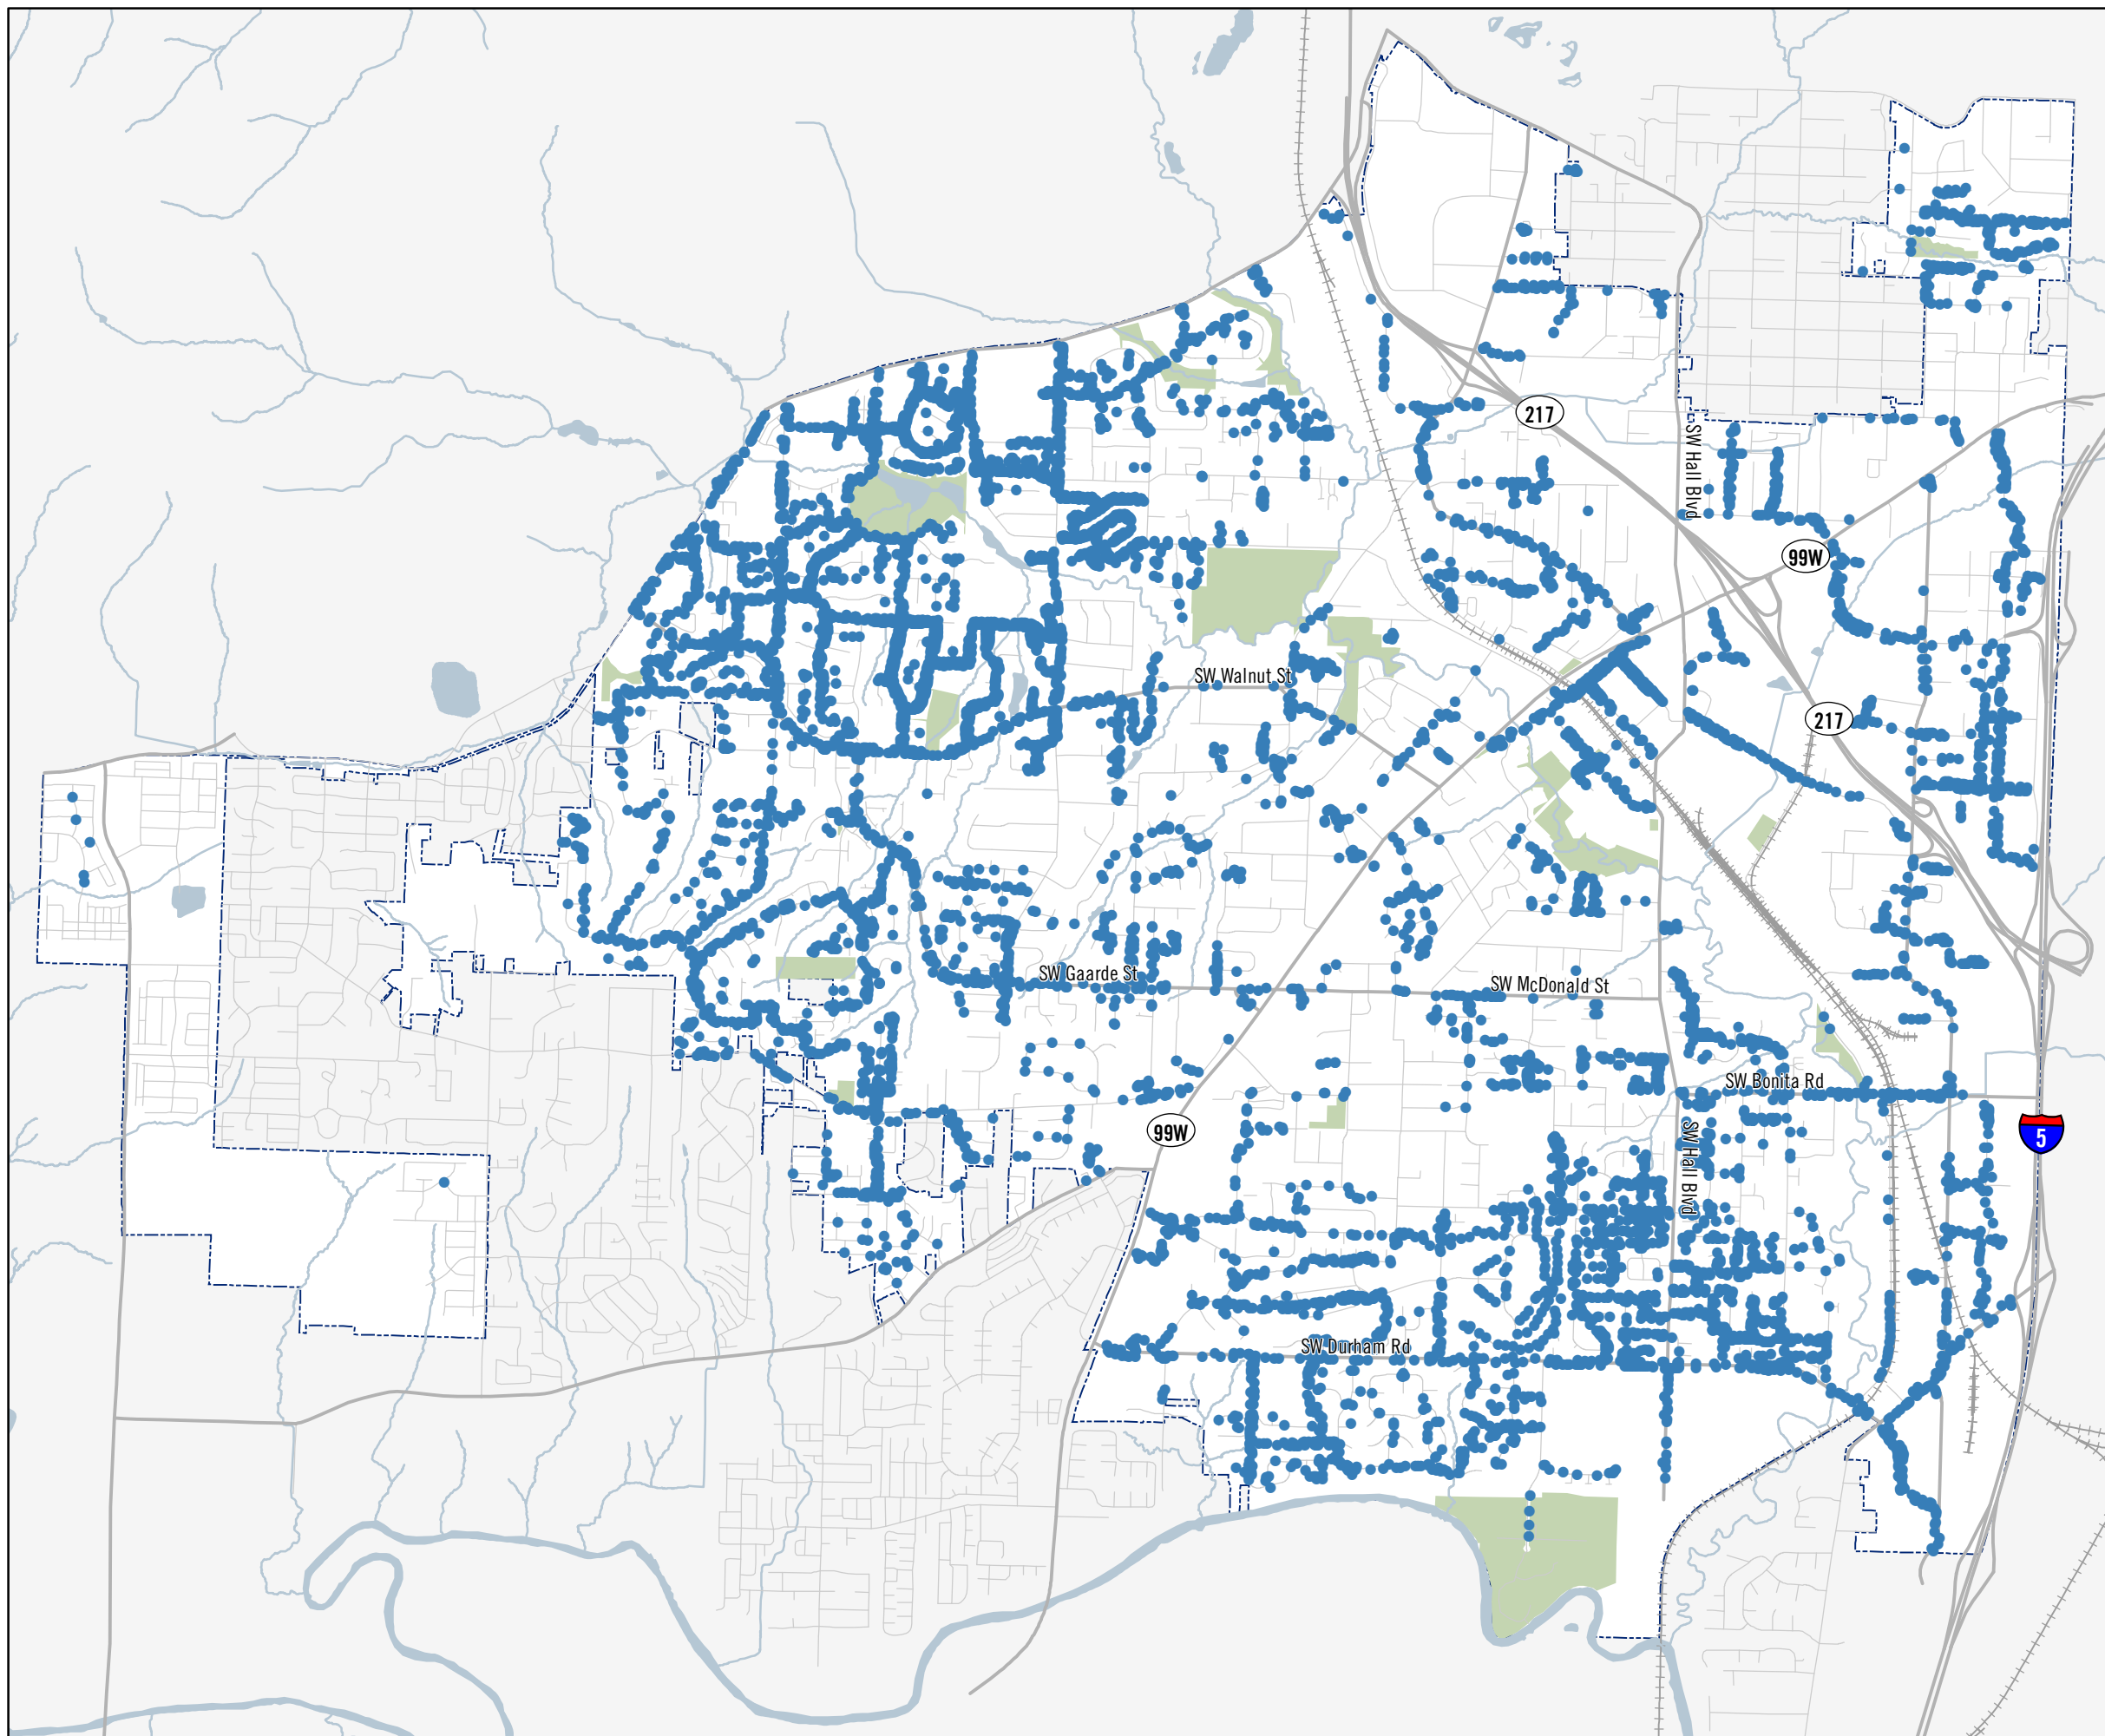 217
SW Hall Blvd
99W
SW Walnut St
217
SW Gaarde St
SW McDonald St
SW Bonita Rd
99W
5
SW Hall Blvd
SW Durham Rd